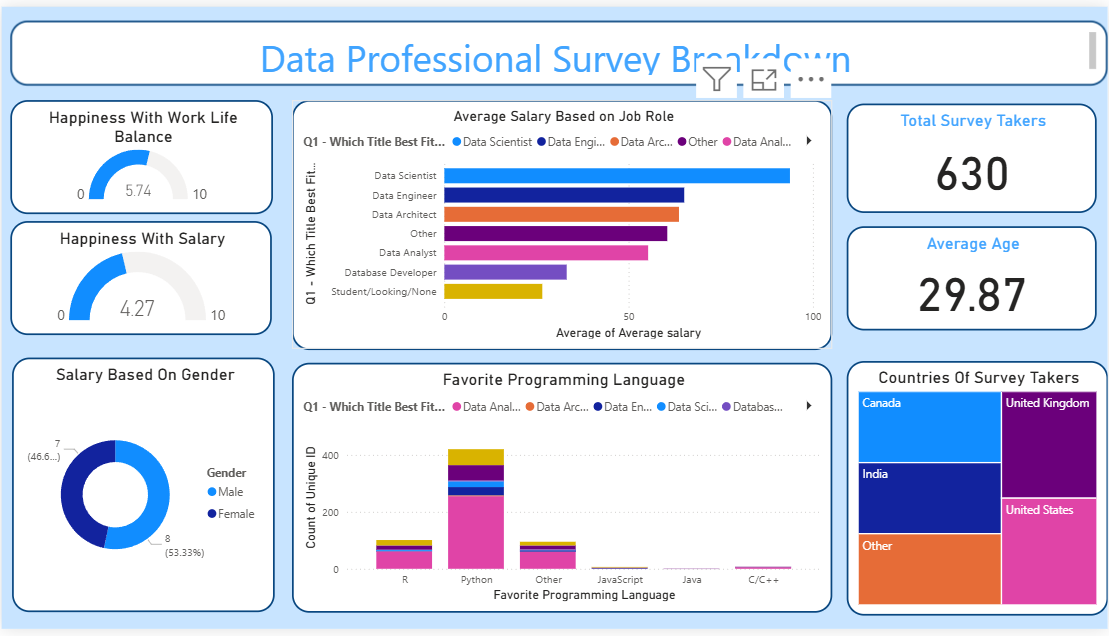 Data Professional Survey Breakdown
Happiness With Work Life
Balance
0
5.74
10
Happiness With Salary
0
4.27
10
Salary Based On Gender
7
(46.6...)
8
(53.33%)
Gender
Male
Female
Average Salary Based on Job Role
Q1 - Which Title Best Fit... Data Scientist Data Engi... Data Arc... Other Data Anal...
Q1 - Which Title Best Fit...
Data Scientist
Data Engineer
Data Architect
Other
Data Analyst
Database Developer
Student/Looking/None
0 50 100
Average of Average salary
Favorite Programming Language
Q1 - Which Title Best Fit... Data Anal... Data Arc... Data En... Data Sci... Databas...
Count of Unique ID
400
200
0
R Python Other JavaScript Java C/C++
Favorite Programming Language
Total Survey Takers
630
Average Age
29.87
Countries Of Survey Takers
Canada
United Kingdom
India
United States
Other